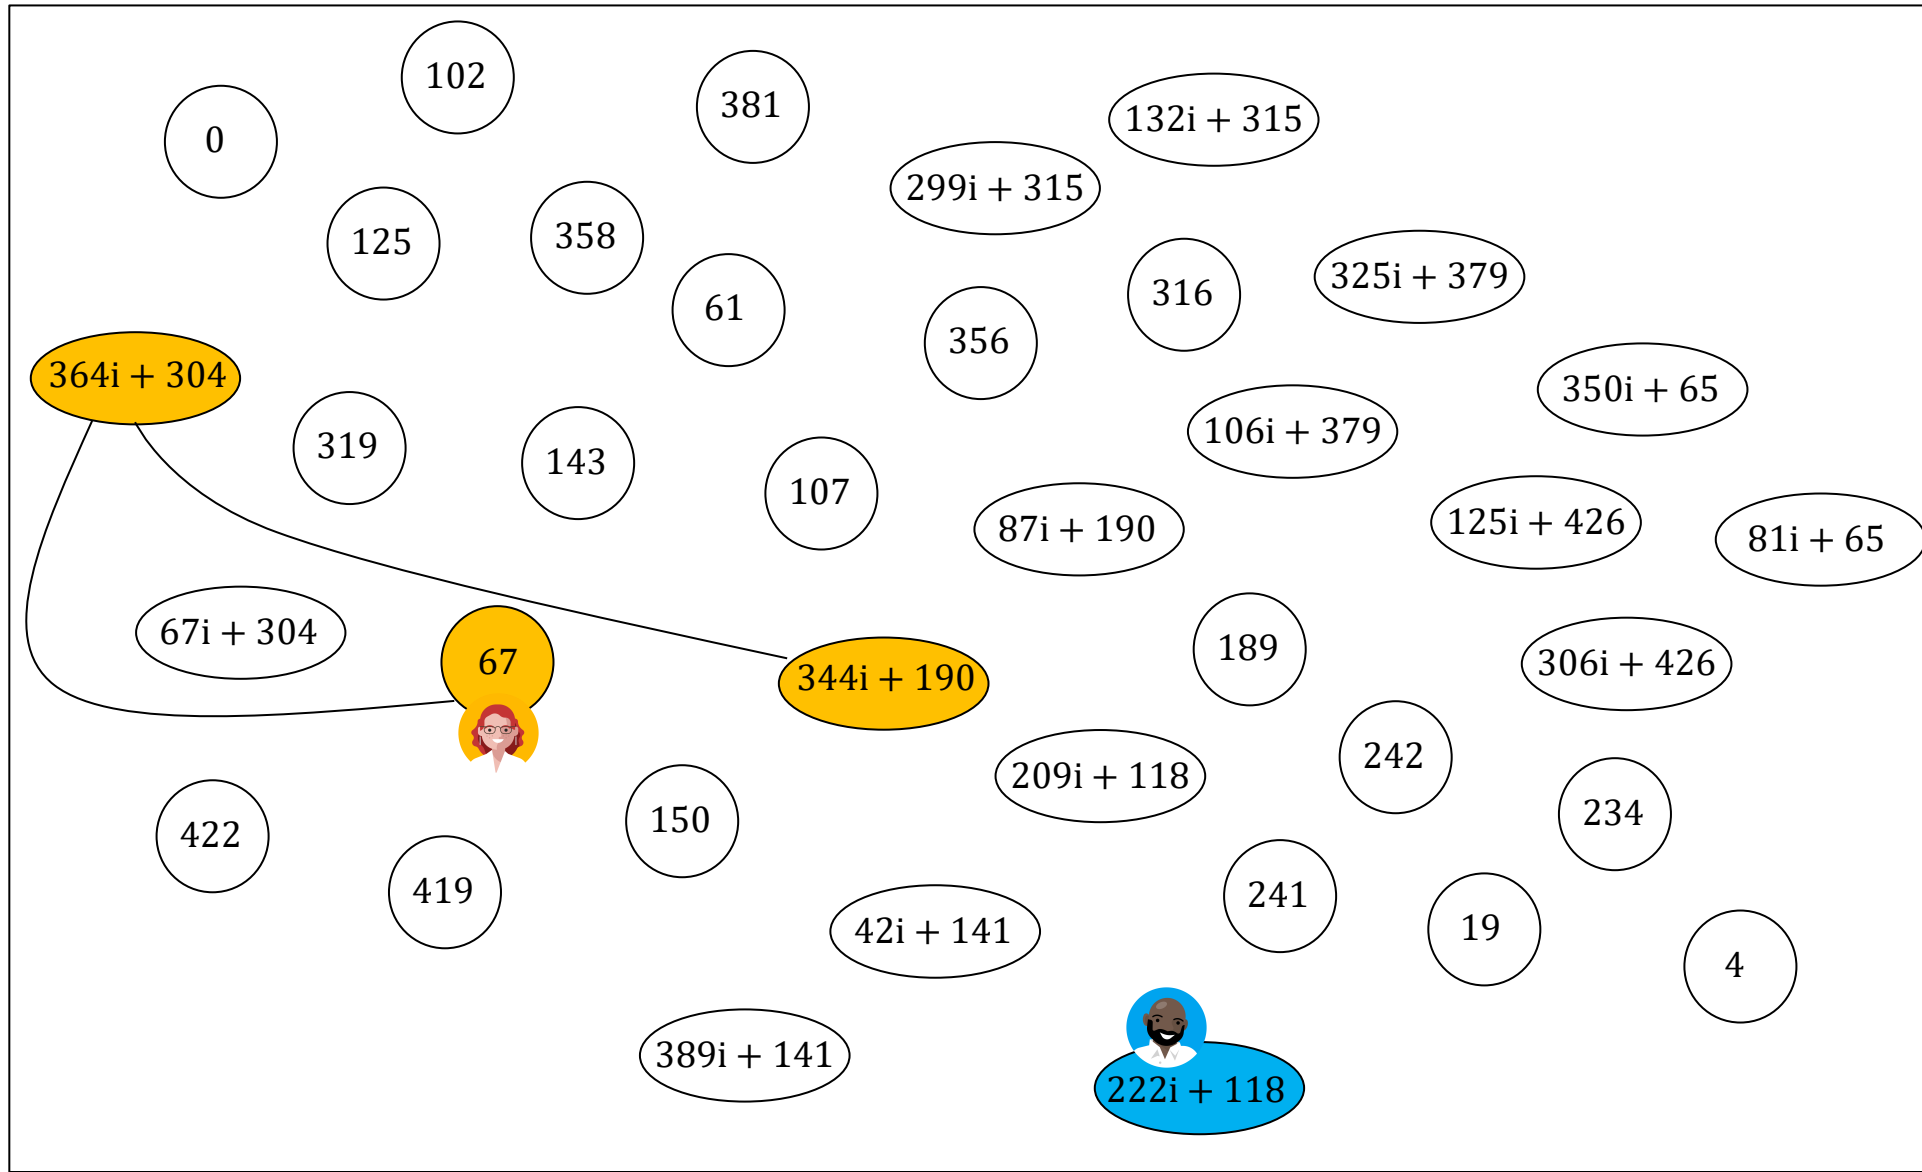 102
381
132i + 315
0
299i + 315
125
358
325i + 379
316
61
356
364i + 304
350i + 65
106i + 379
319
143
107
87i + 190
125i + 426
81i + 65
67i + 304
67
344i + 190
189
306i + 426
209i + 118
242
234
422
150
419
42i + 141
241
19
4
389i + 141
222i + 118